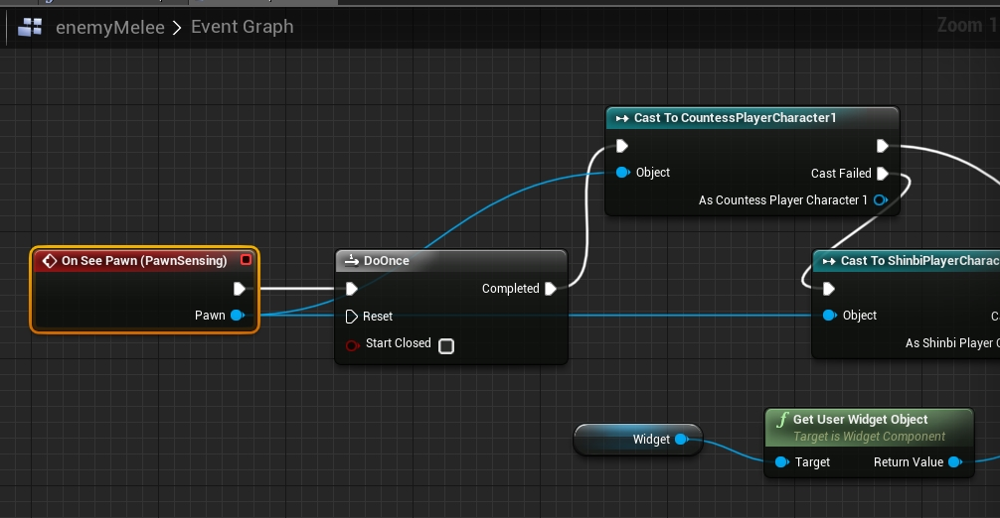 enemyMelee > Event Graph
Zoom 1
Cast To CountessPlayerCharacter1
Object
Cast Failed
As Countess Player Character 1
On See Pawn (PawnSensing)
Pawn
DoOnce
Completed
Reset
Start Closed
Cast To ShinbiPlayerCharac
Object
C
As Shinbi Player C
Widget
f Get User Widget Object
Target is Widget Component
Target
Return Value